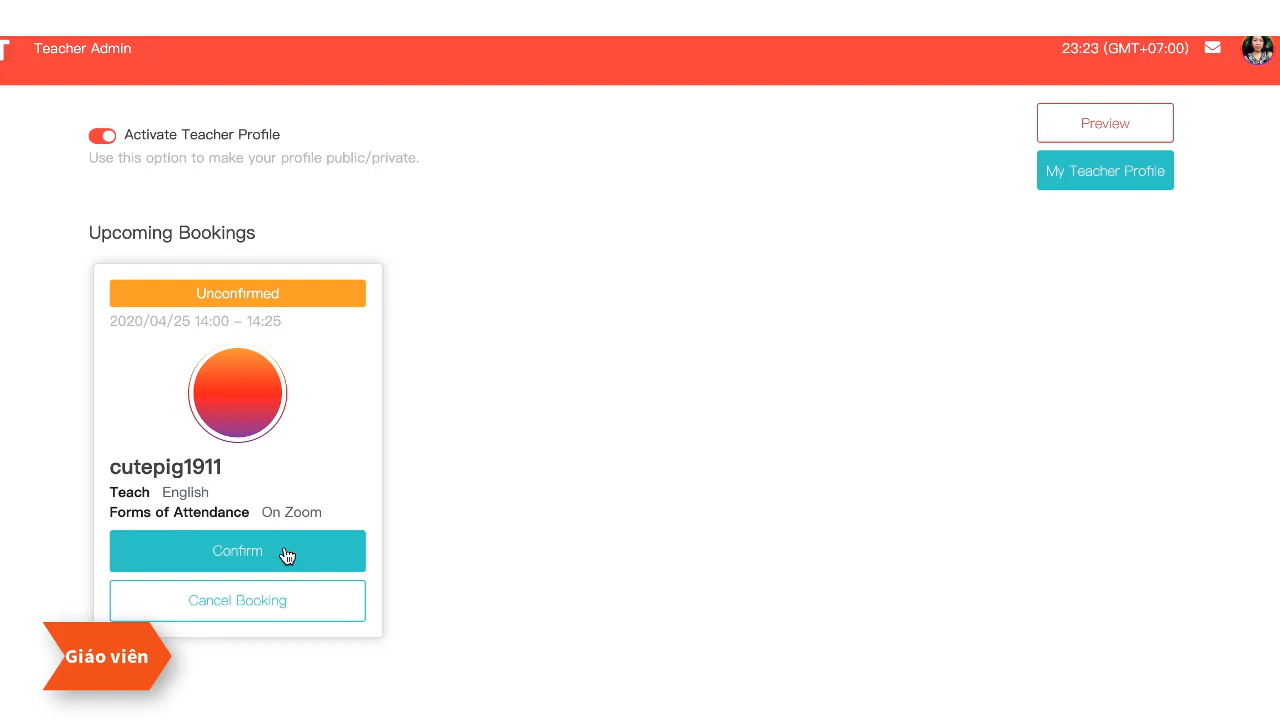 T Teacher Admin 23:23 (GMT+07:00)
Activate Teacher Profile
Use this option to make your profile public/private.
Preview
My Teacher Profile
Upcoming Bookings
Unconfirmed
2020/04/25 14:00 – 14:25
cutepig1911
Teach English
Forms of Attendance On Zoom
Confirm
Cancel Booking
Giáo viên